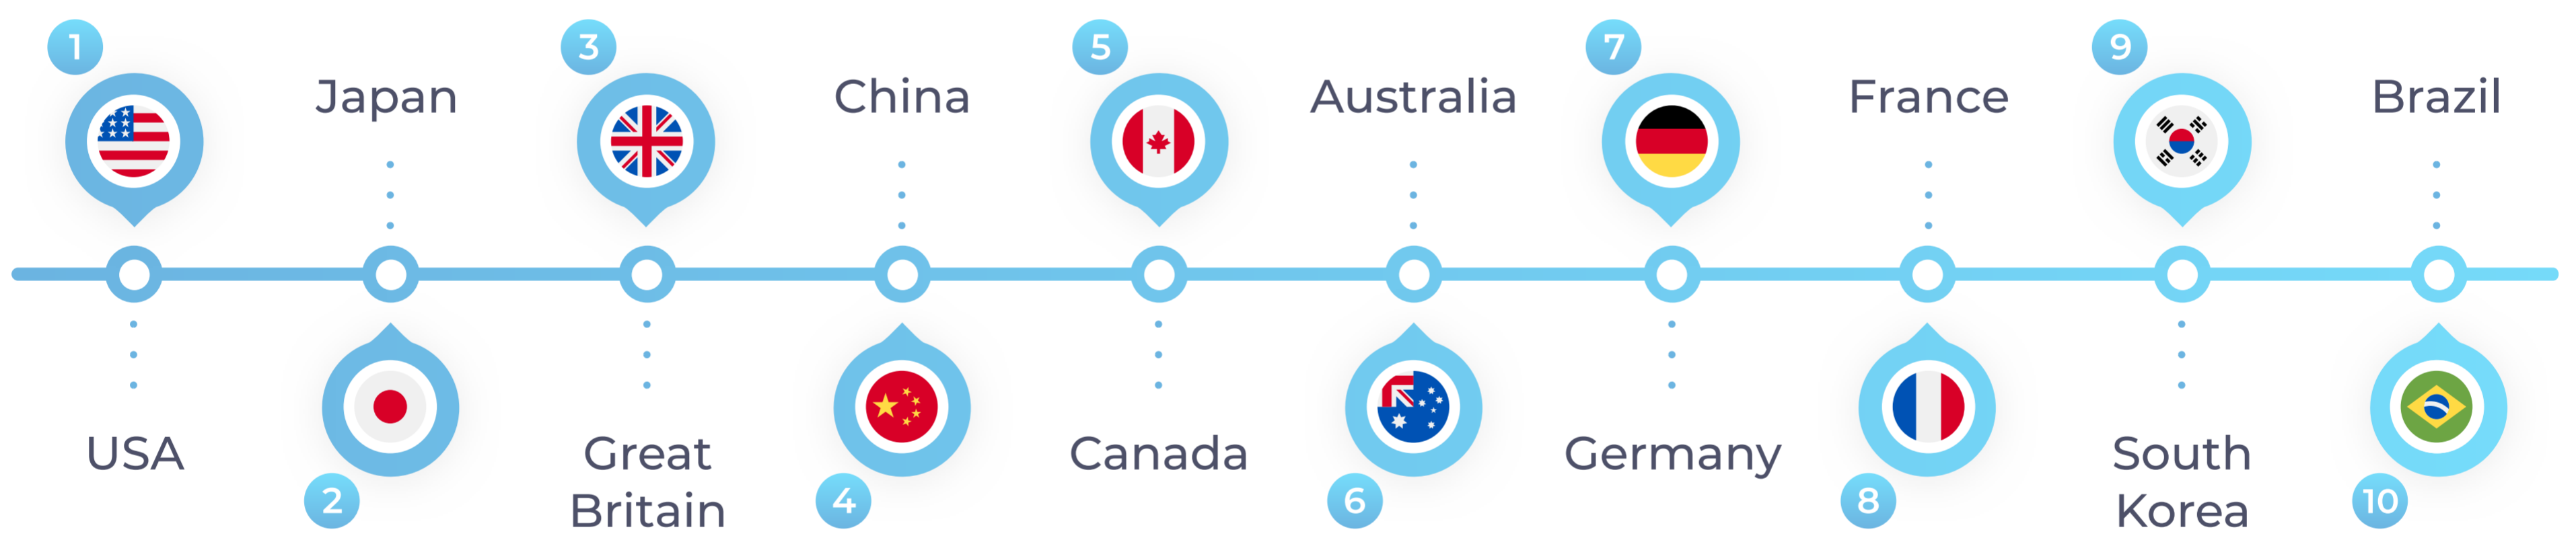 1
USA
Japan
2
3
Great
Britain
China
4
5
Canada
Australia
6
7
Germany
France
8
9
South
Korea
Brazil
10